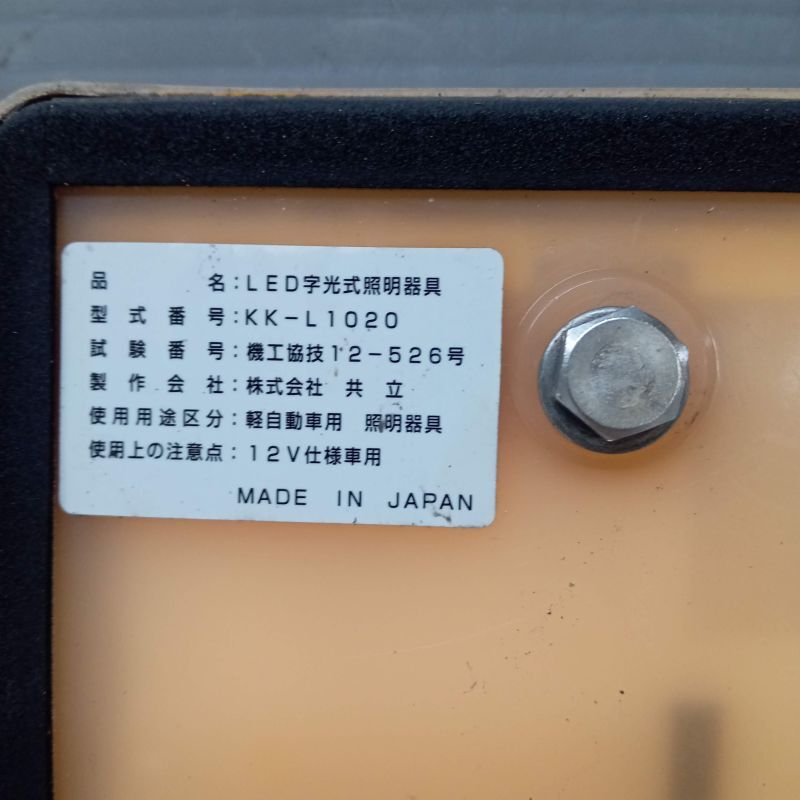 品名:LED字光式照明器具
型式番号:KK-L1020
試験番号:機工協技12-526号
製作会社:株式会社 共立
使用用途区分:軽自動車用 照明器具
使用上の注意点:12V仕様車用
MADE IN JAPAN